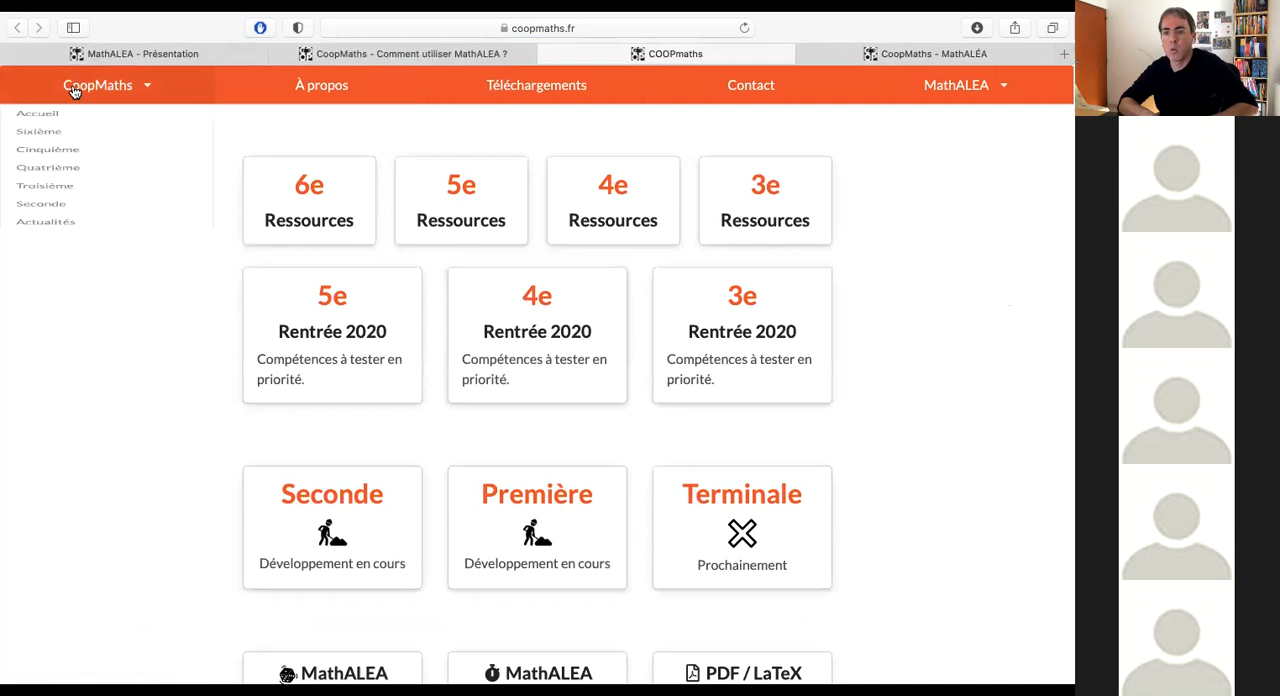 coopmaths.fr
MathALEA - Présentation
CoopMaths - Comment utiliser MathALEA ?
COOPmaths
CoopMaths - MathALÉA
CoopMaths
À propos
Téléchargements
Contact
MathALEA
Accueil
Sixième
Cinquième
Quatrième
Troisième
Seconde
Actualités
6e
Ressources
5e
Ressources
4e
Ressources
3e
Ressources
5e
Rentrée 2020
Compétences à tester en
priorité.
4e
Rentrée 2020
Compétences à tester en
priorité.
3e
Rentrée 2020
Compétences à tester en
priorité.
Seconde
Développement en cours
Première
Développement en cours
Terminale
Prochainement
MathALEA
MathALEA
PDF / LaTeX